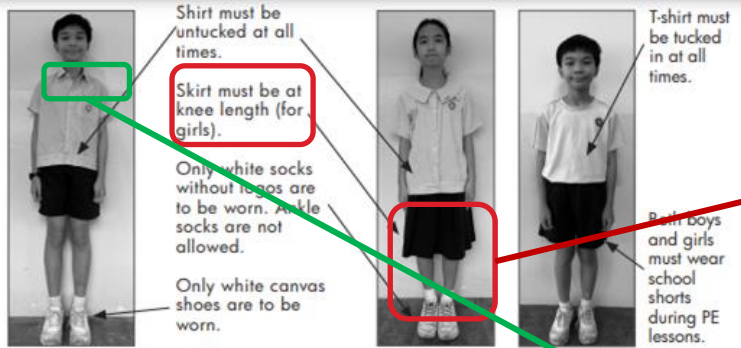 Shirt must be
untucked at all
times.
Skirt must be at
knee length (for
girls).
Only white socks
without logos are
to be worn. Ankle
socks are not
allowed.
Only white canvas
shoes are to be
worn.
T-shirt must
be tucked
in at all
times.
Both boys
and girls
must wear
school
shorts
during PE
lessons.